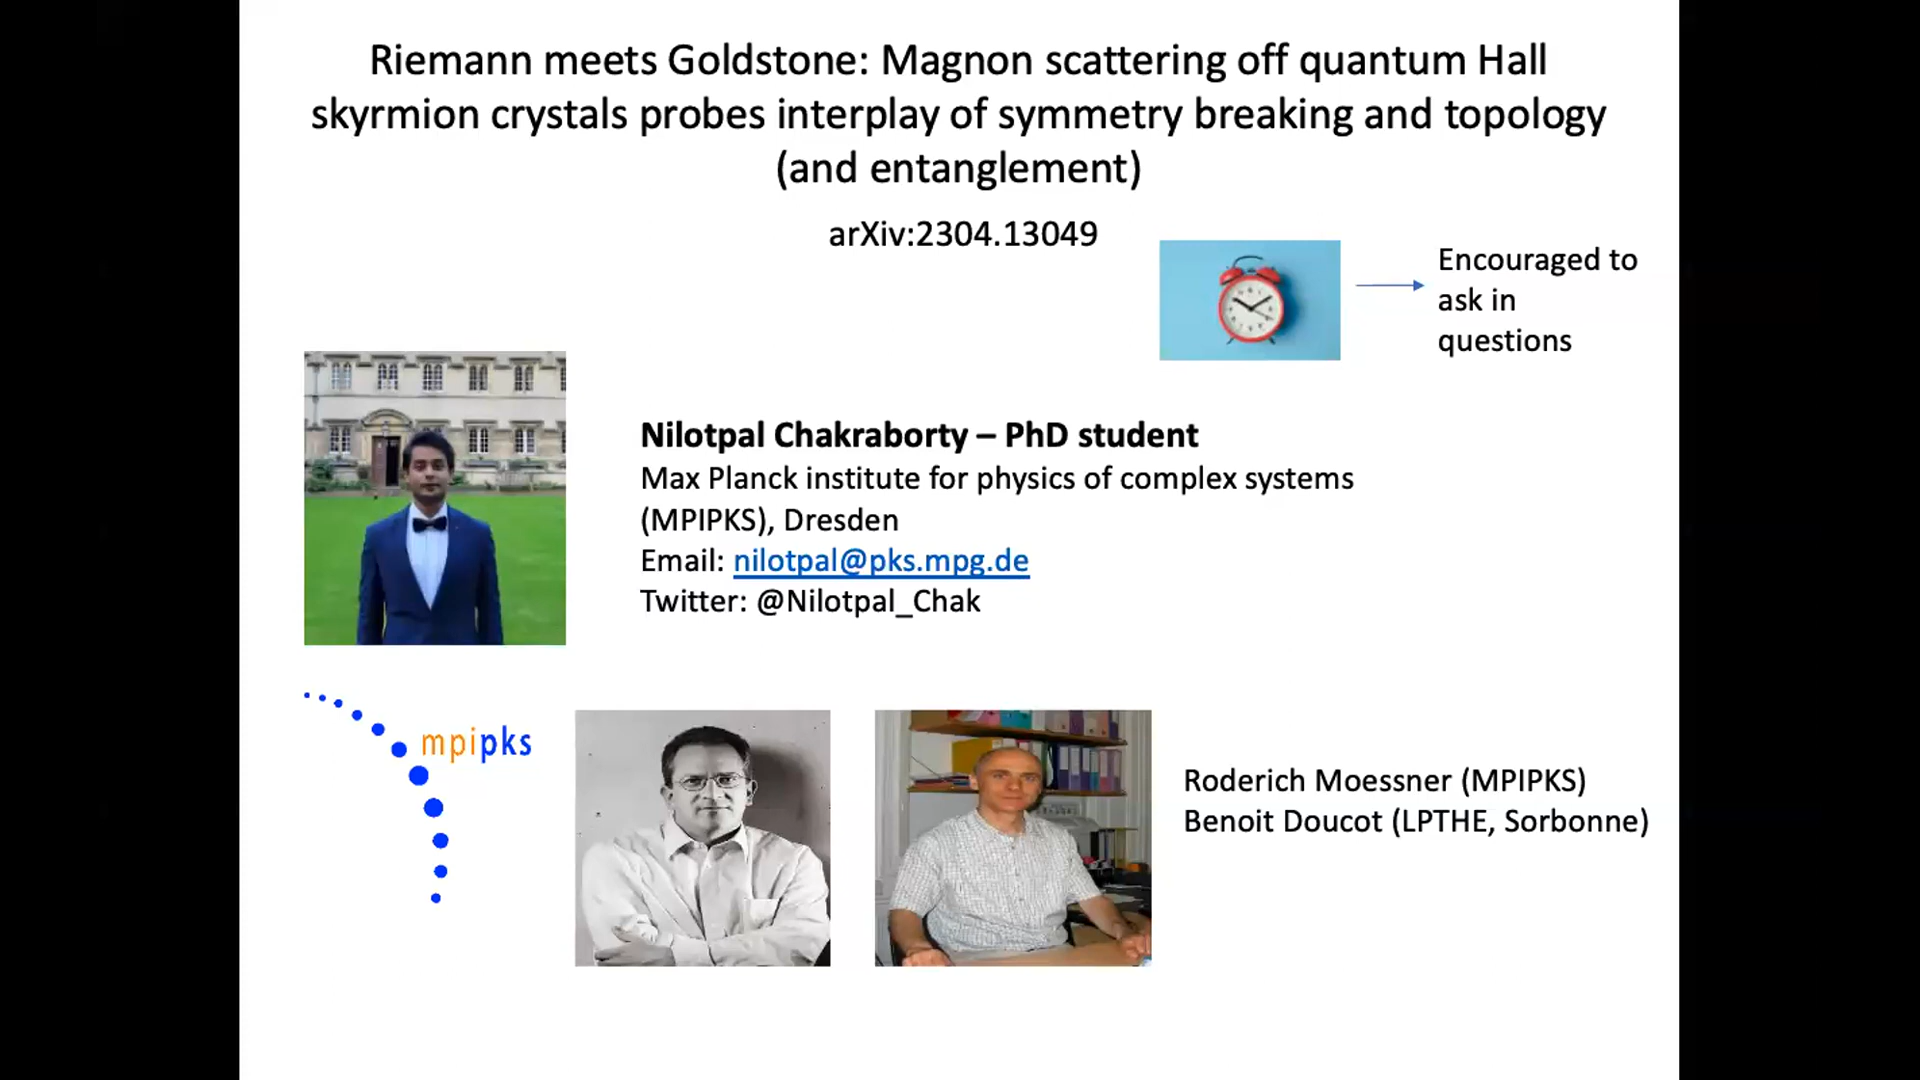 Riemann meets Goldstone: Magnon scattering off quantum Hall
skyrmion crystals probes interplay of symmetry breaking and topology
(and entanglement)
arXiv:2304.13049
Encouraged to
ask in
questions
Nilotpal Chakraborty – PhD student
Max Planck institute for physics of complex systems
(MPIPKS), Dresden
Email: nilotpal@pks.mpg.de
Twitter: @Nilotpal_Chak
mpipks
Roderich Moessner (MPIPKS)
Benoit Doucot (LPTHE, Sorbonne)